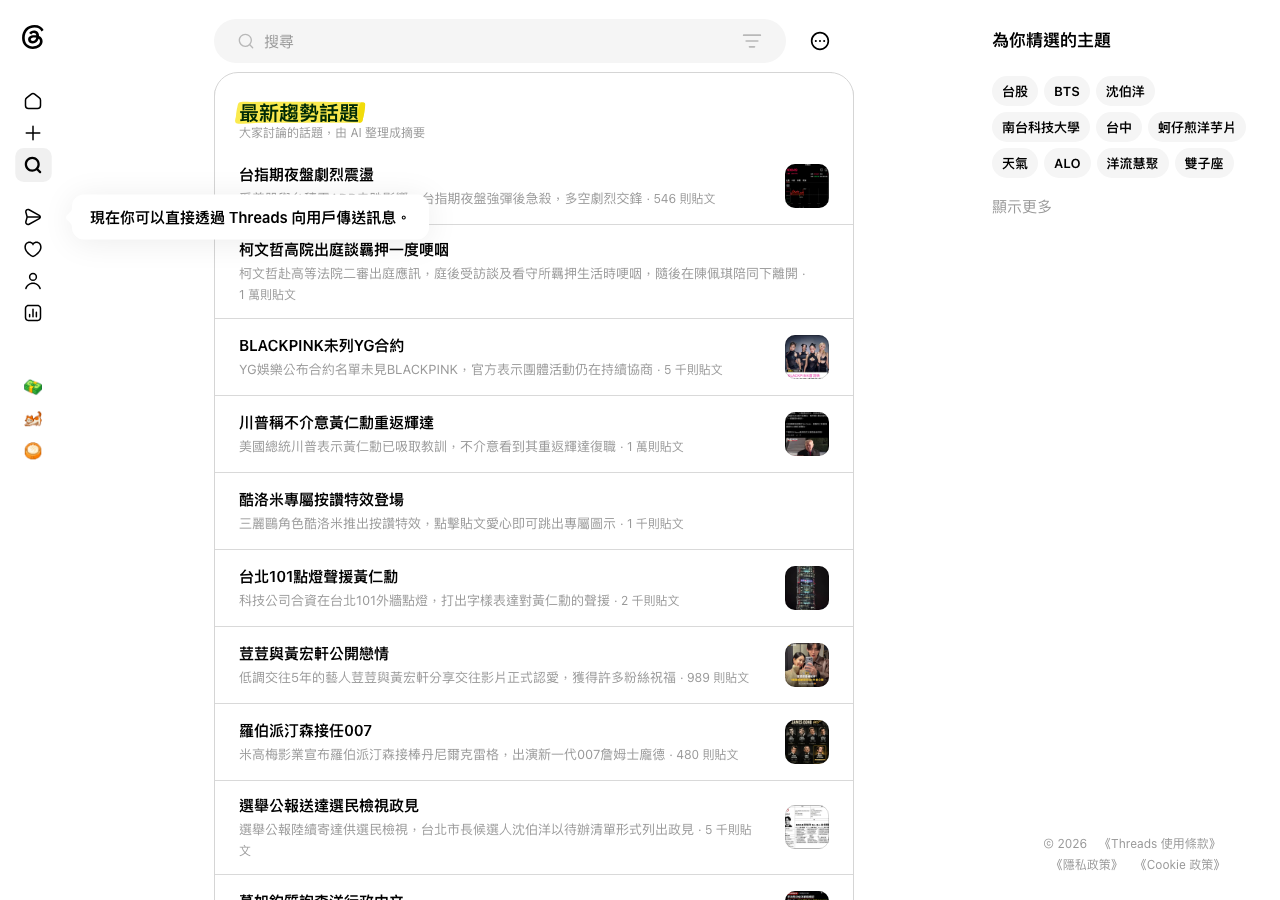 搜尋
最新趨勢話題
大家討論的話題，由 AI 整理成摘要
台指期夜盤劇烈震盪
台指期夜盤強彈後急殺，多空劇烈交鋒 · 546 則貼文
現在你可以直接透過 Threads 向用戶傳送訊息。
柯文哲高院出庭談羈押一度哽咽
柯文哲赴高等法院二審出庭應訊，庭後受訪談及看守所羈押生活時哽咽，隨後在陳佩琪陪同下離開 ·
1 萬則貼文
BLACKPINK未列YG合約
YG娛樂公布合約名單未見BLACKPINK，官方表示團體活動仍在持續協商 · 5 千則貼文
川普稱不介意黃仁勳重返輝達
美國總統川普表示黃仁勳已吸取教訓，不介意看到其重返輝達復職 · 1 萬則貼文
酷洛米專屬按讚特效登場
三麗鷗角色酷洛米推出按讚特效，點擊貼文愛心即可跳出專屬圖示 · 1 千則貼文
台北101點燈聲援黃仁勳
科技公司合資在台北101外牆點燈，打出字樣表達對黃仁勳的聲援 · 2 千則貼文
荳荳與黃宏軒公開戀情
低調交往5年的藝人荳荳與黃宏軒分享交往影片正式認愛，獲得許多粉絲祝福 · 989 則貼文
羅伯派汀森接任007
米高梅影業宣布羅伯派汀森接棒丹尼爾克雷格，出演新一代007詹姆士龐德 · 480 則貼文
選舉公報送達選民檢視政見
選舉公報陸續寄達供選民檢視，台北市長候選人沈伯洋以待辦清單形式列出政見 · 5 千則貼
文
為你精選的主題
台股
BTS
沈伯洋
南台科技大學
台中
蚵仔煎洋芋片
天氣
ALO
洋流慧聚
雙子座
顯示更多
© 2026
《Threads 使用條款》
《隱私政策》
《Cookie 政策》